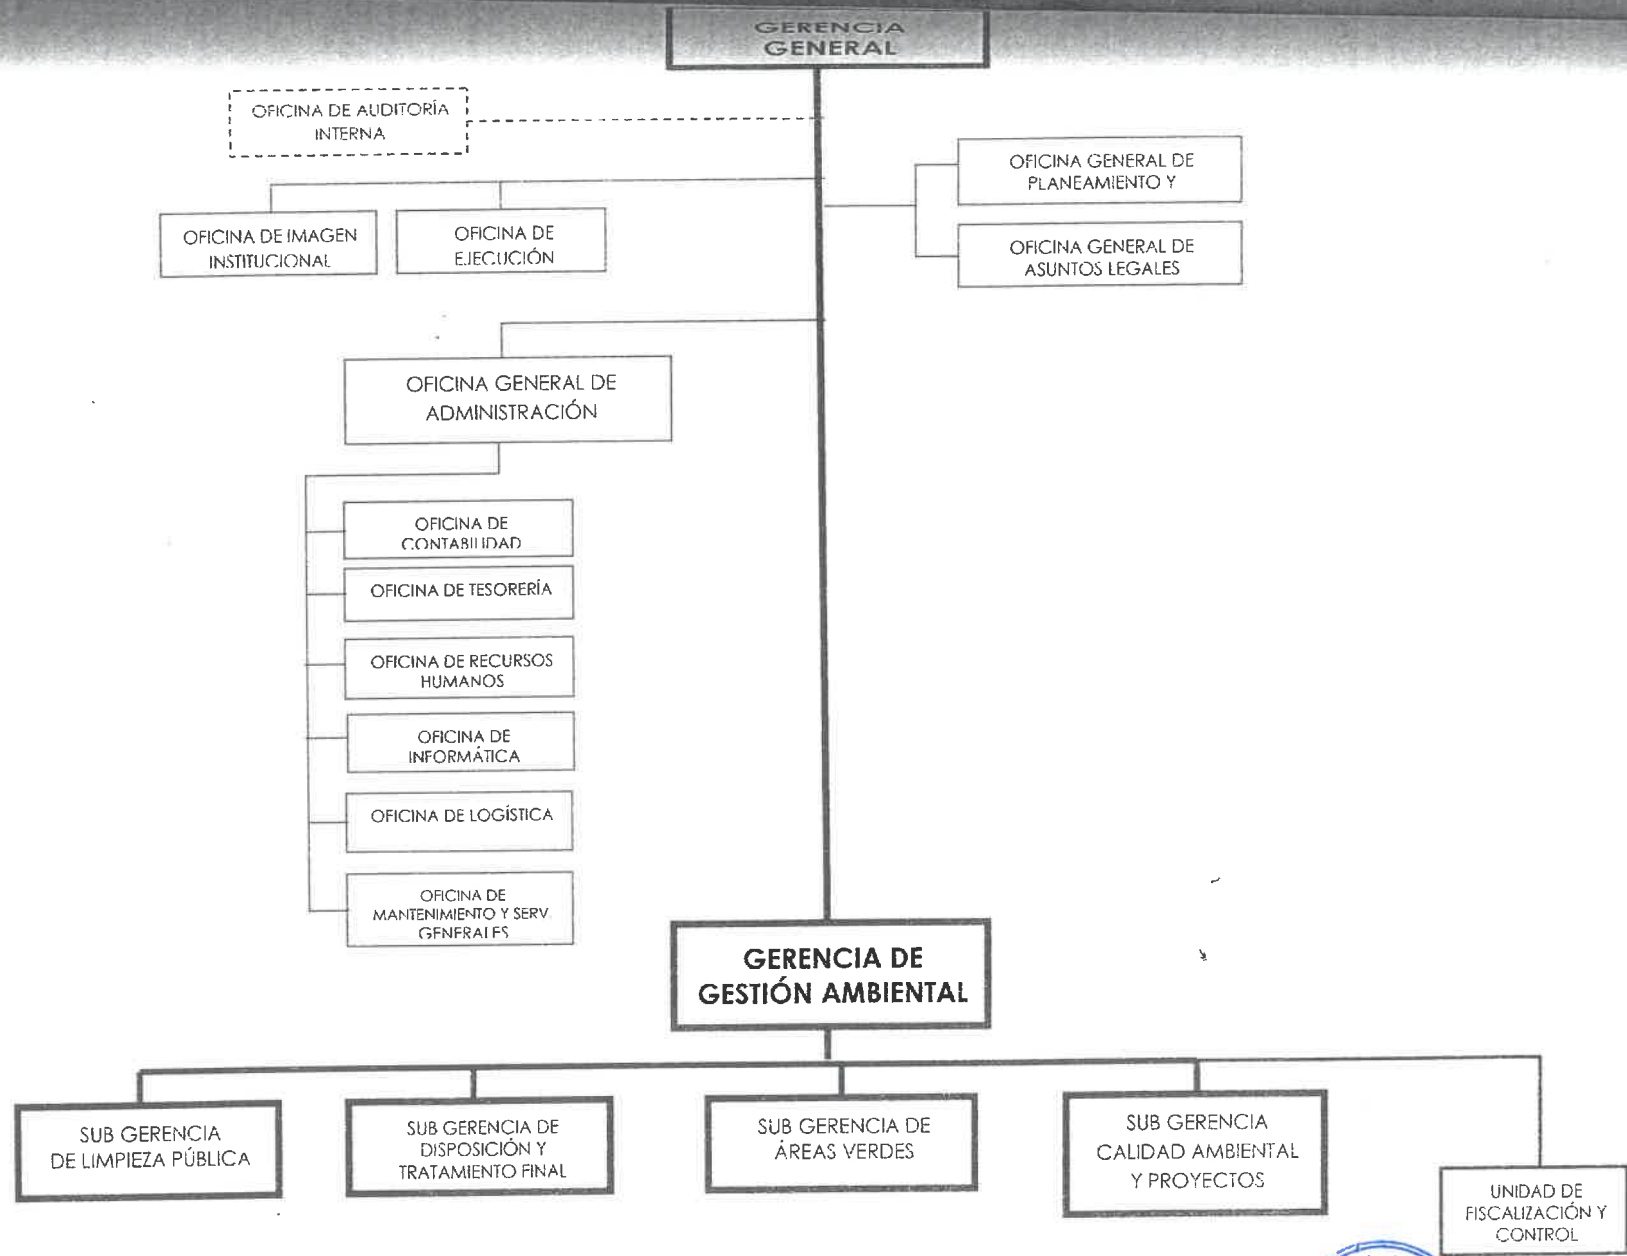 GERENCIA
GENERAL
OFICINA DE AUDITORÍA
INTERNA
OFICINA GENERAL DE
PLANEAMIENTO Y
OFICINA DE IMAGEN
INSTITUCIONAL
OFICINA DE
EJECUCIÓN
OFICINA GENERAL DE
ASUNTOS LEGALES
OFICINA GENERAL DE
ADMINISTRACIÓN
OFICINA DE
CONTABILIDAD
OFICINA DE TESORERÍA
OFICINA DE RECURSOS
HUMANOS
OFICINA DE
INFORMÁTICA
OFICINA DE LOGÍSTICA
OFICINA DE
MANTENIMIENTO Y SERV
GENERALES
GERENCIA DE
GESTIÓN AMBIENTAL
SUB GERENCIA
DE LIMPIEZA PÚBLICA
SUB GERENCIA DE
DISPOSICIÓN Y
TRATAMIENTO FINAL
SUB GERENCIA DE
ÁREAS VERDES
SUB GERENCIA
CALIDAD AMBIENTAL
Y PROYECTOS
UNIDAD DE
FISCALIZACIÓN Y
CONTROL